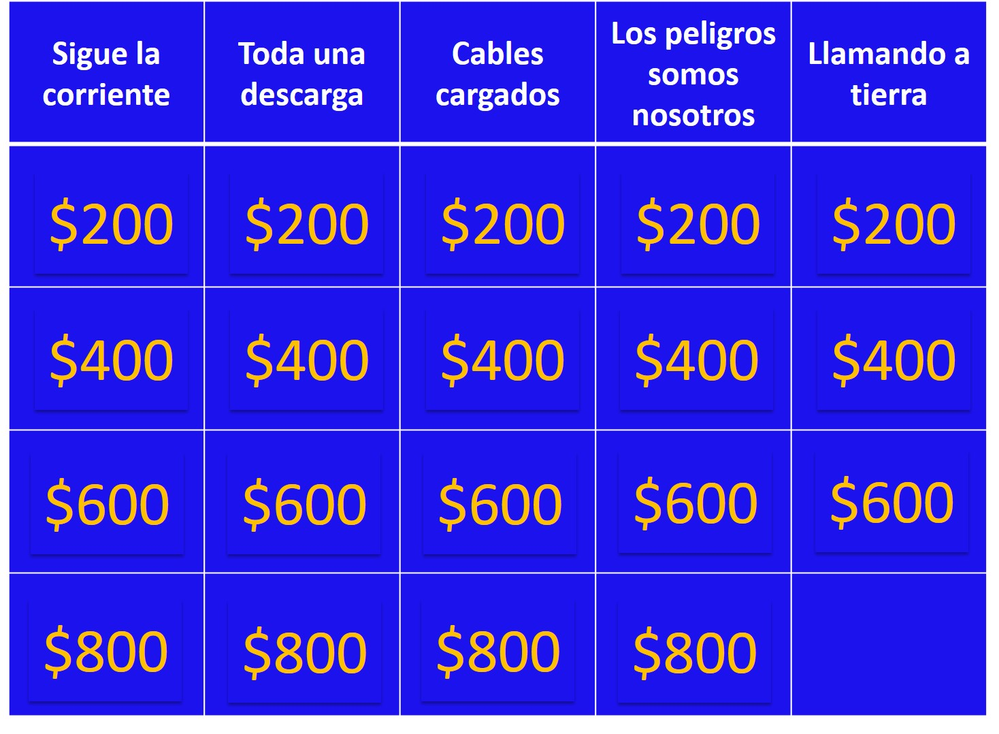 Sigue la
corriente
Toda una
descarga
Cables
cargados
Los peligros
somos
nosotros
Llamando a
tierra
$200
$200
$200
$200
$200
$400
$400
$400
$400
$400
$600
$600
$600
$600
$600
$800
$800
$800
$800